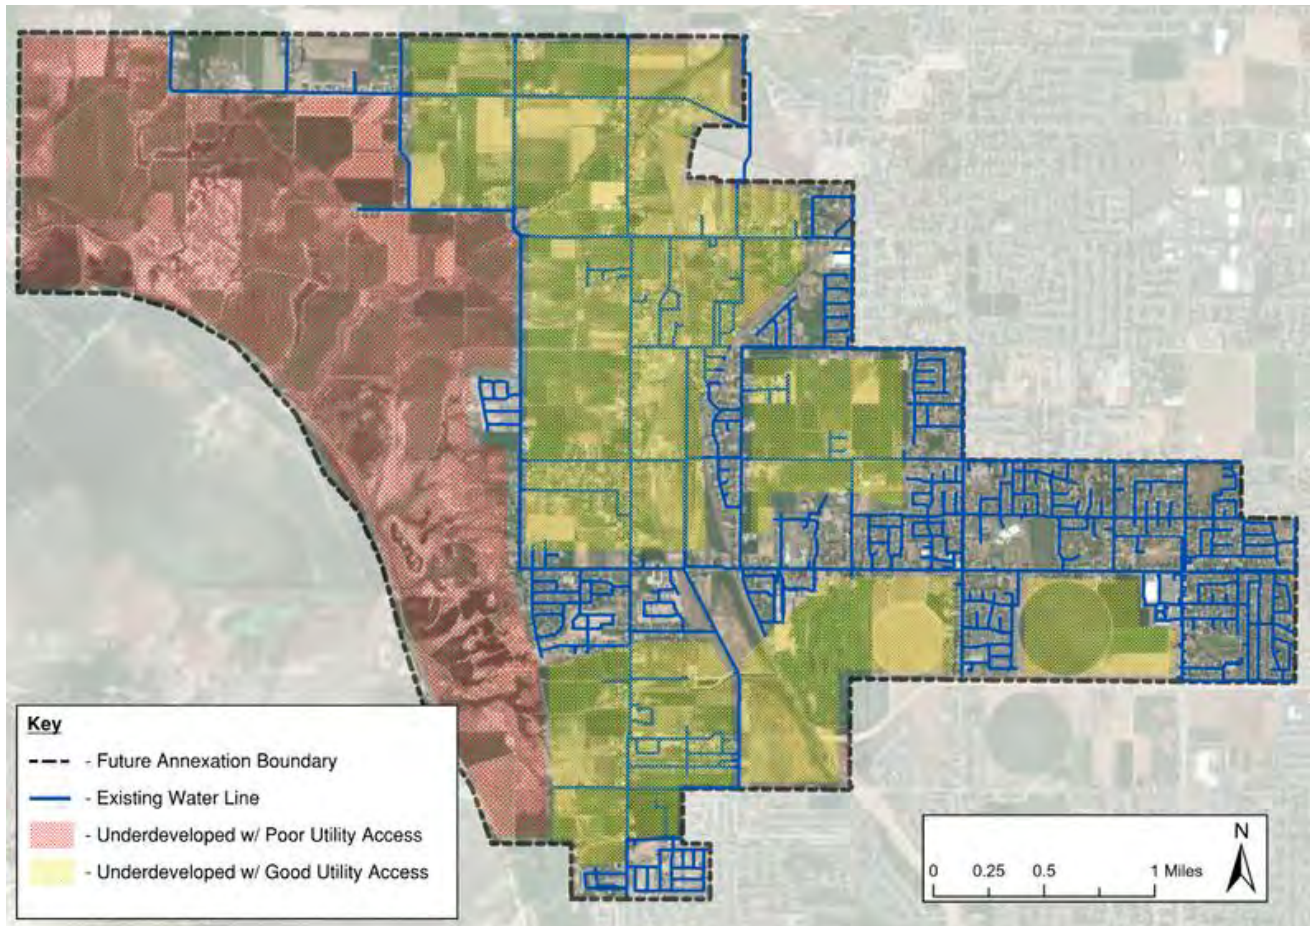 Key
- Future Annexation Boundary
- Existing Water Line
- Underdeveloped w/ Poor Utility Access
- Underdeveloped w/ Good Utility Access
N
0 0.25 0.5 1 Miles